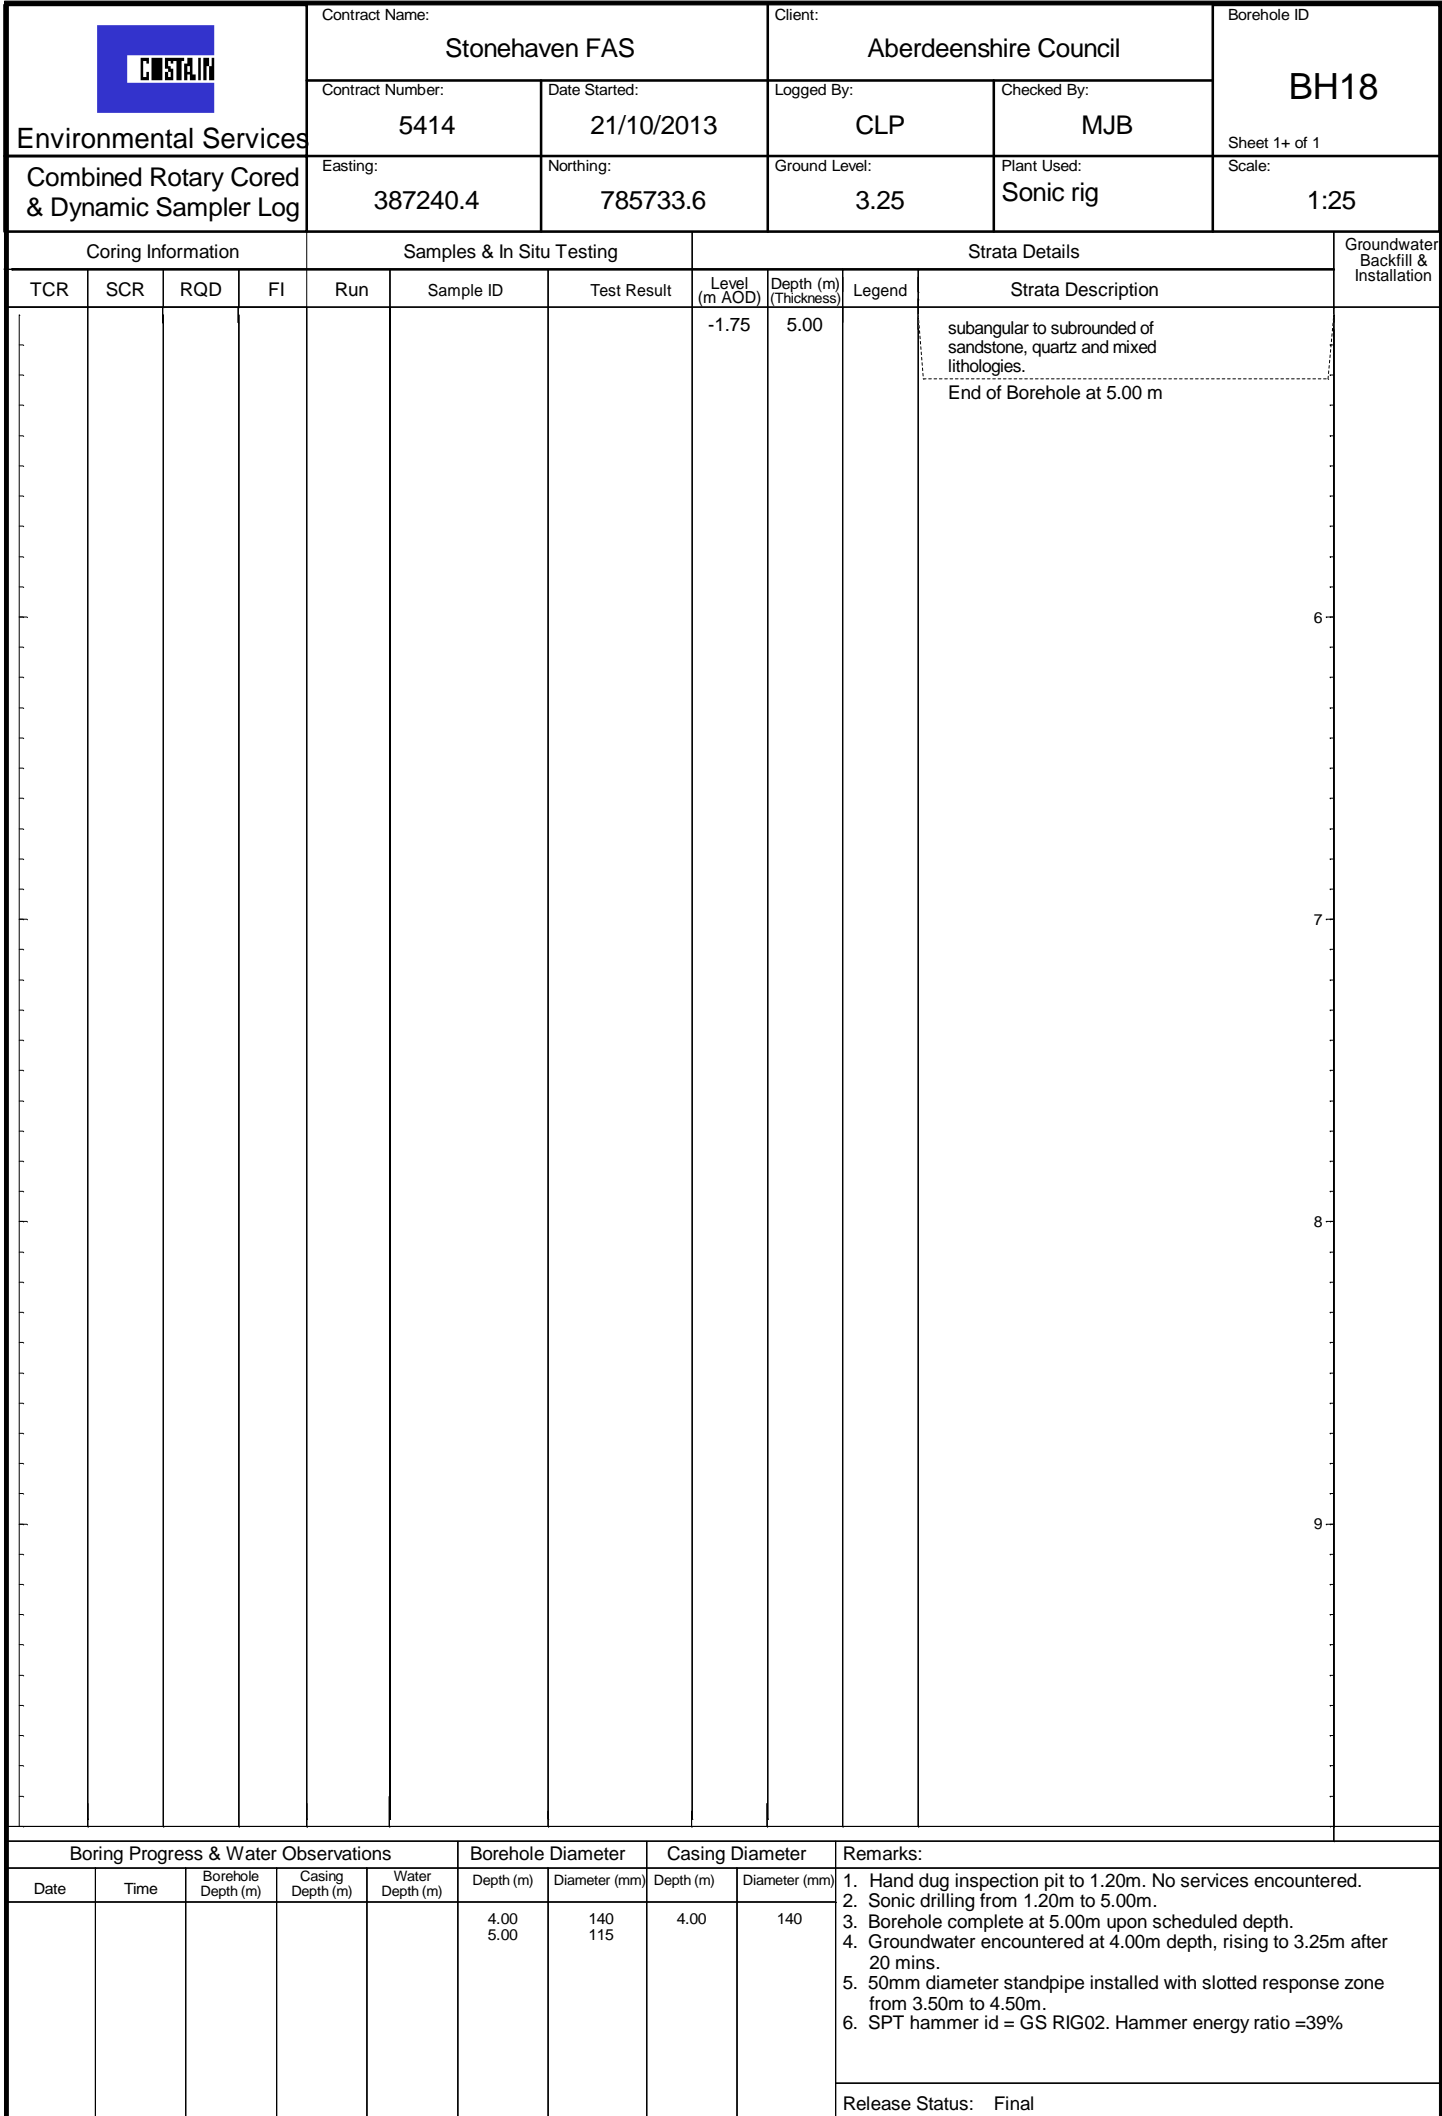 COSTAIN
Environmental Services
Combined Rotary Cored
& Dynamic Sampler Log
Contract Name:
Stonehaven FAS
Client:
Aberdeenshire Council
Borehole ID
BH18
Sheet 1+ of 1
Contract Number:
5414
Date Started:
21/10/2013
Logged By:
CLP
Checked By:
MJB
Easting:
387240.4
Northing:
785733.6
Ground Level:
3.25
Plant Used:
Sonic rig
Scale:
1:25
Coring Information
Samples & In Situ Testing
Strata Details
Groundwater
Backfill &
Installation
TCR
SCR
RQD
FI
Run
Sample ID
Test Result
Level
(m AOD)
Depth (m)
(Thickness)
Legend
Strata Description
-1.75
5.00
subangular to subrounded of
sandstone, quartz and mixed
lithologies.
End of Borehole at 5.00 m
6
7
8
9
Boring Progress & Water Observations
Borehole Diameter
Casing Diameter
Remarks:
Date
Time
Borehole
Depth (m)
Casing
Depth (m)
Water
Depth (m)
Depth (m)
Diameter (mm)
Depth (m)
Diameter (mm)
4.00 140 4.00 140
5.00 115
1. Hand dug inspection pit to 1.20m. No services encountered.
2. Sonic drilling from 1.20m to 5.00m.
3. Borehole complete at 5.00m upon scheduled depth.
4. Groundwater encountered at 4.00m depth, rising to 3.25m after
20 mins.
5. 50mm diameter standpipe installed with slotted response zone
from 3.50m to 4.50m.
6. SPT hammer id = GS RIG02. Hammer energy ratio =39%
Release Status: Final